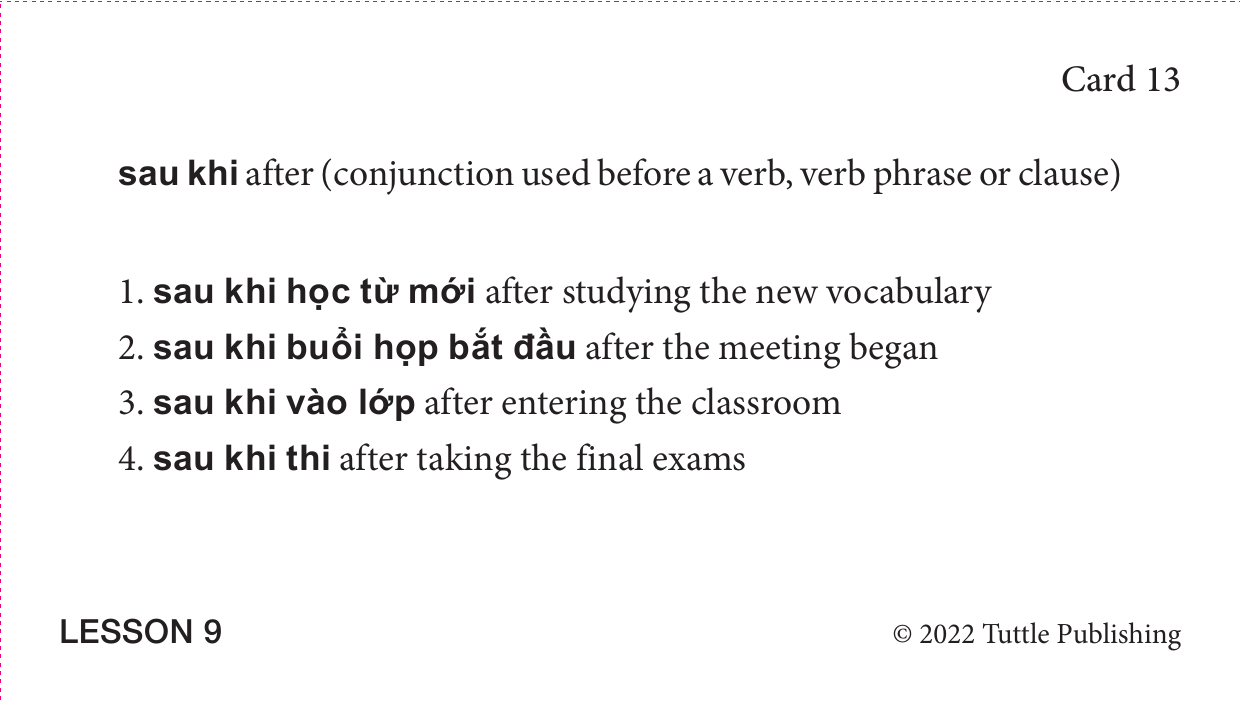 Card 13
sau khi after (conjunction used before a verb, verb phrase or clause)
1. sau khi học từ mới after studying the new vocabulary
2. sau khi buổi họp bắt đầu after the meeting began
3. sau khi vào lớp after entering the classroom
4. sau khi thi after taking the final exams
LESSON 9
© 2022 Tuttle Publishing